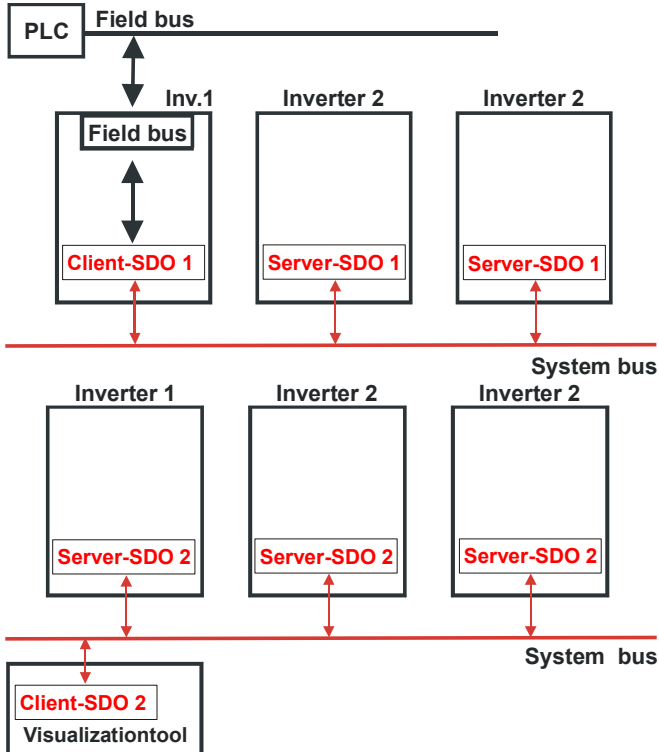 PLC
Field bus
Inv.1
Inverter 2
Inverter 2
Field bus
Client-SDO 1
Server-SDO 1
Server-SDO 1
System bus
Inverter 1
Inverter 2
Inverter 2
Server-SDO 2
Server-SDO 2
Server-SDO 2
System bus
Client-SDO 2
Visualizationtool